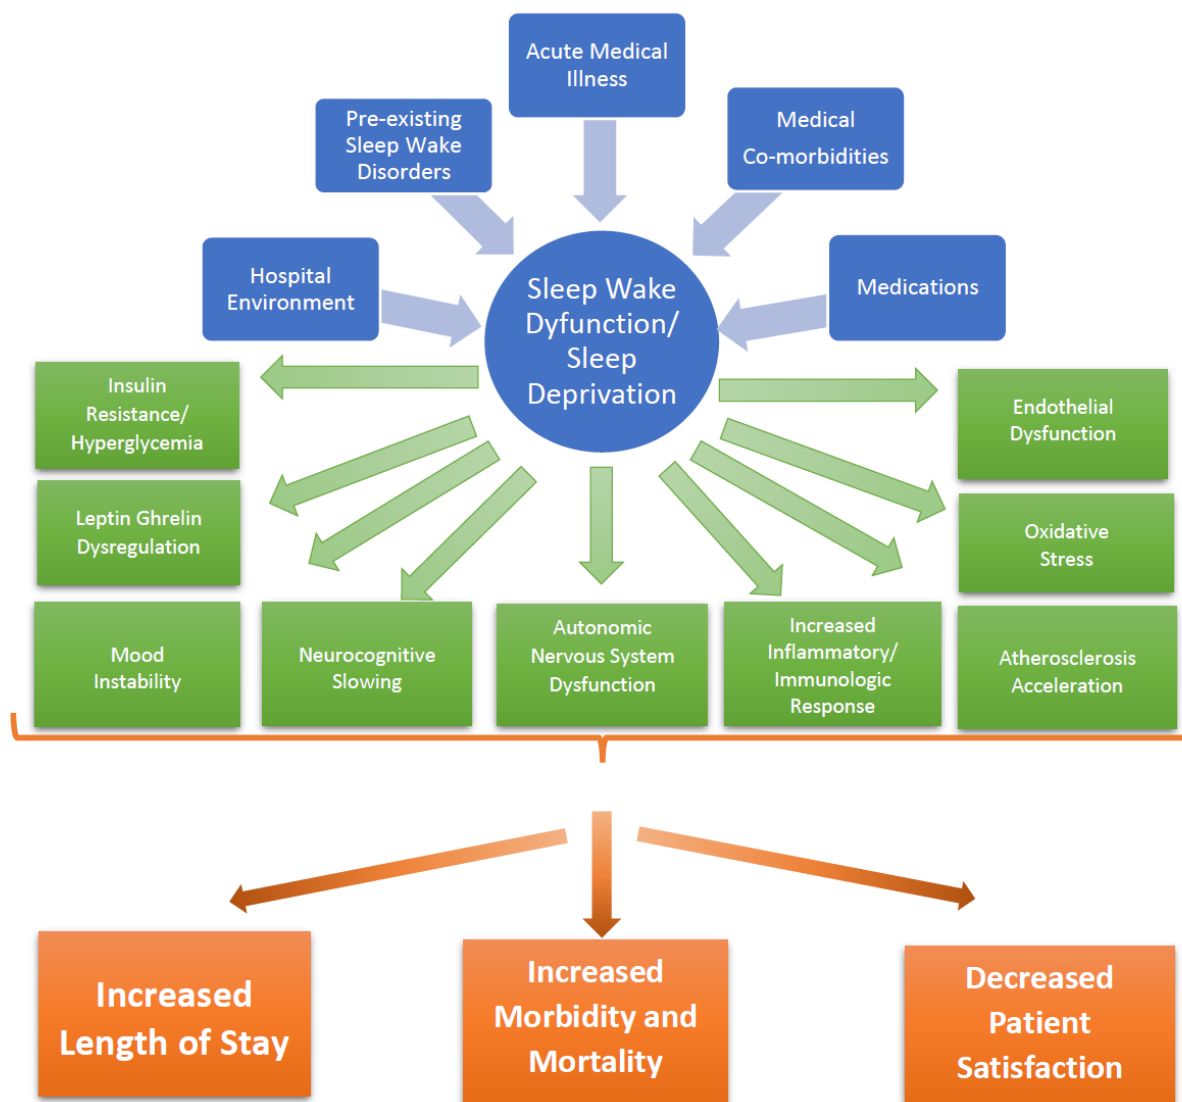 Acute Medical
Illness
Pre-existing
Sleep Wake
Disorders
Medical
Co-morbidities
Hospital
Environment
Medications
Sleep Wake
Dyfunction/
Sleep
Deprivation
Insulin
Resistance/
Hyperglycemia
Endothelial
Dysfunction
Leptin Ghrelin
Dysregulation
Oxidative
Stress
Mood
Instability
Neurocognitive
Slowing
Autonomic
Nervous System
Dysfunction
Increased
Inflammatory/
Immunologic
Response
Atherosclerosis
Acceleration
Increased
Length of Stay
Increased
Morbidity and
Mortality
Decreased
Patient
Satisfaction